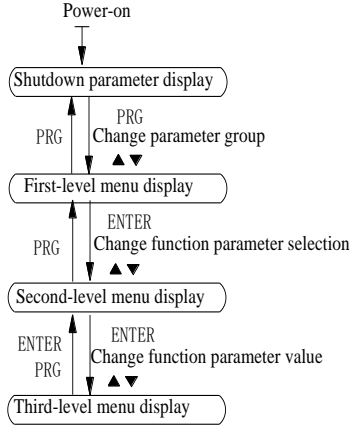 Power-on
Shutdown parameter display
PRG
PRG
Change parameter group
▲ ▼
First-level menu display
ENTER
PRG
Change function parameter selection
▲ ▼
Second-level menu display
ENTER
ENTER
Change function parameter value
PRG
▲ ▼
Third-level menu display